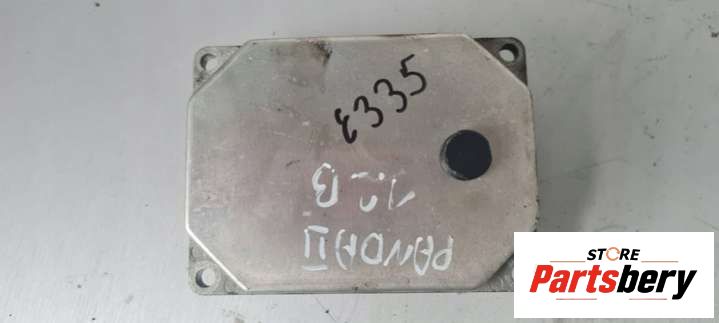 E335
PANDA II
1.2 B
STORE
Partsbery